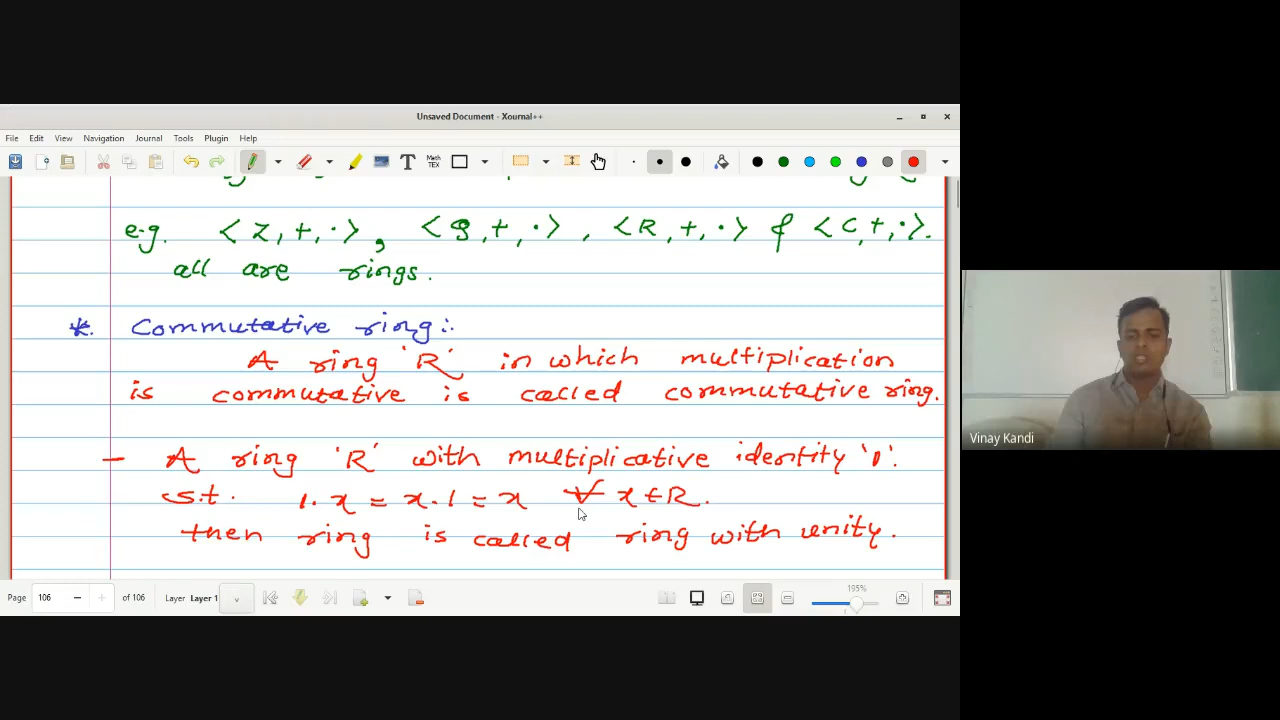 Unsaved Document - Xournal++
File Edit View Navigation Journal Tools Plugin Help
e.g. < Z, +, · >, < Q, +, · >, < R, +, · > & < C, +, · >.
all are rings.
*. Commutative ring :.
A ring 'R' in which multiplication
is commutative is called commutative ring.
— A ring 'R' with multiplicative identity '1'.
s.t. 1·x = x·1 = x ∀ x ∈ R.
then ring is called ring with unity.
Vinay Kandi
Page 106 of 106 Layer Layer 1 195%